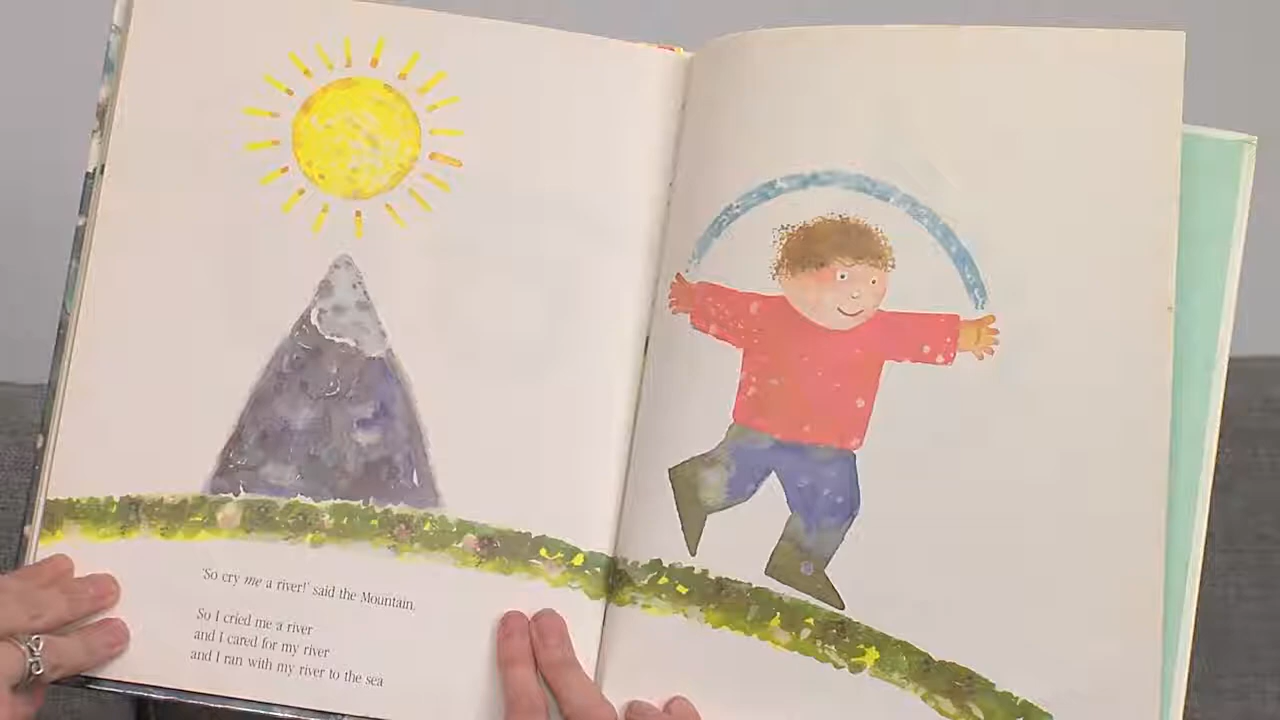 'So cry me a river!' said the Mountain.
So I cried me a river
and I cared for my river
and I ran with my river to the sea